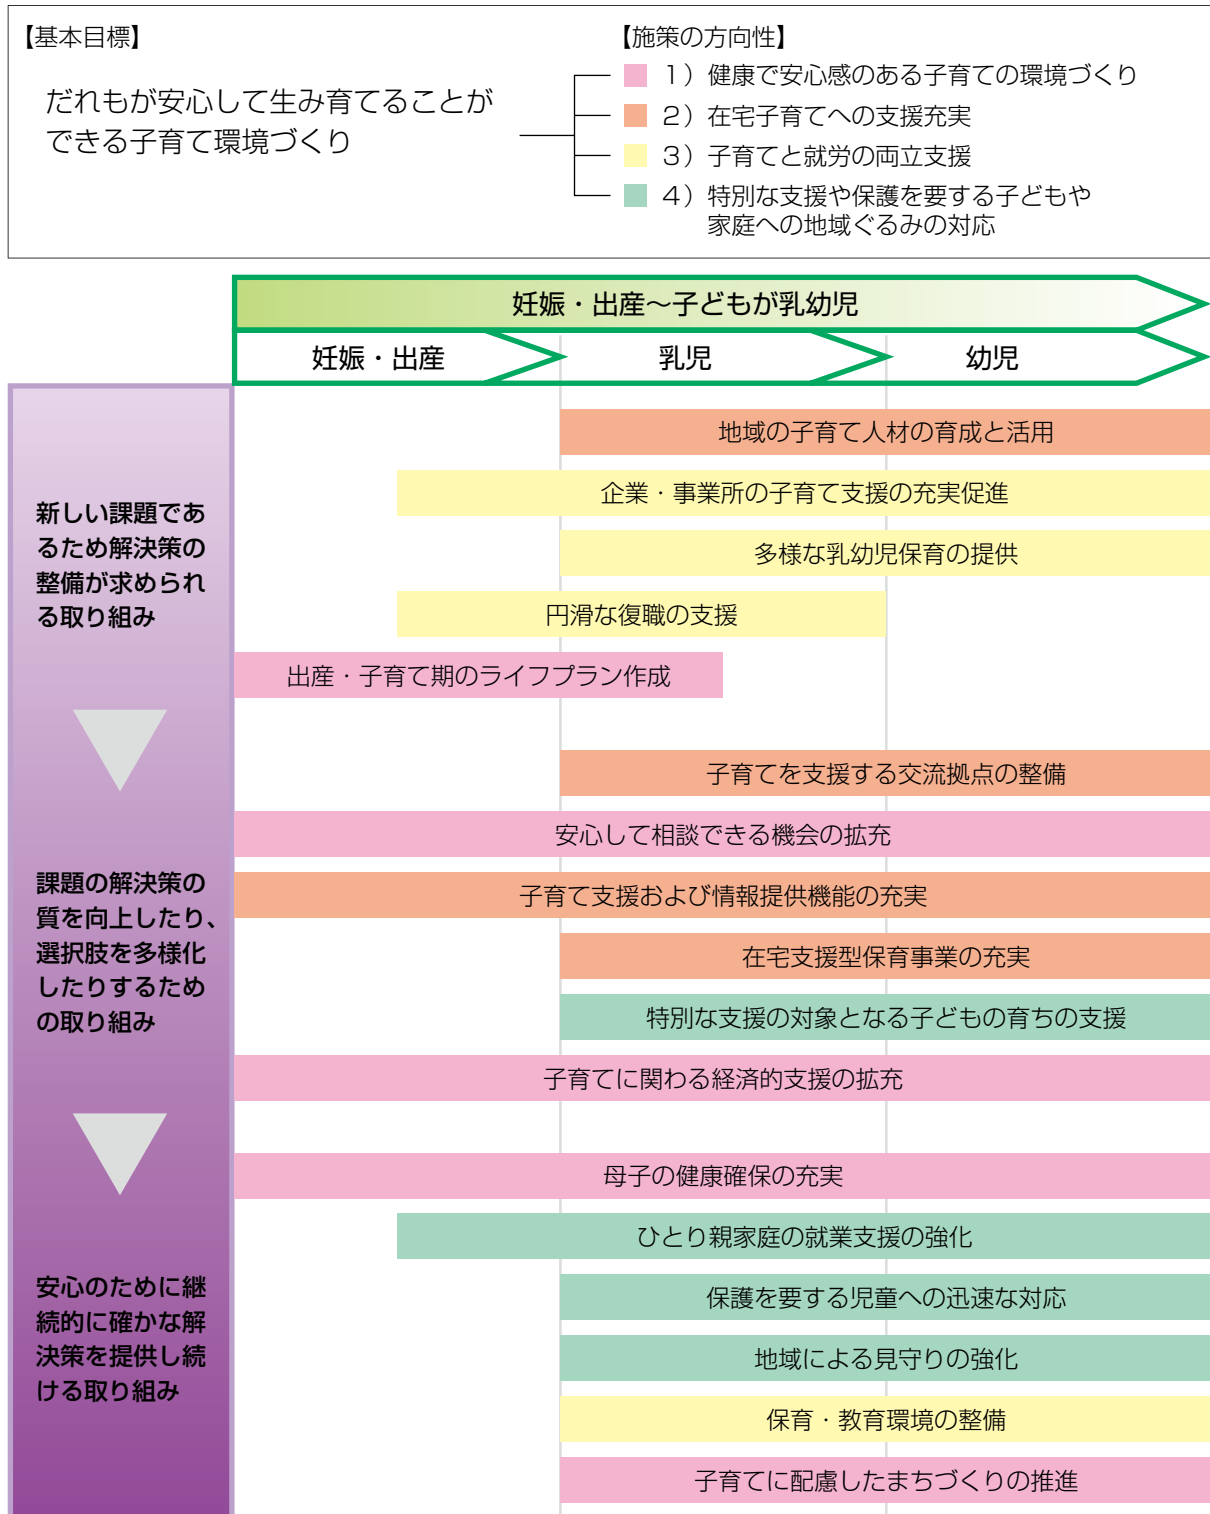 【基本目標】
だれもが安心して生み育てることが
できる子育て環境づくり
【施策の方向性】
1）健康で安心感のある子育ての環境づくり
2）在宅子育てへの支援充実
3）子育てと就労の両立支援
4）特別な支援や保護を要する子どもや
家庭への地域ぐるみの対応
妊娠・出産〜子どもが乳幼児
妊娠・出産
乳児
幼児
新しい課題であ
るため解決策の
整備が求められ
る取り組み
地域の子育て人材の育成と活用
企業・事業所の子育て支援の充実促進
多様な乳幼児保育の提供
円滑な復職の支援
出産・子育て期のライフプラン作成
課題の解決策の
質を向上したり、
選択肢を多様化
したりするため
の取り組み
子育てを支援する交流拠点の整備
安心して相談できる機会の拡充
子育て支援および情報提供機能の充実
在宅支援型保育事業の充実
特別な支援の対象となる子どもの育ちの支援
子育てに関わる経済的支援の拡充
安心のために継
続的に確かな解
決策を提供し続
ける取り組み
母子の健康確保の充実
ひとり親家庭の就業支援の強化
保護を要する児童への迅速な対応
地域による見守りの強化
保育・教育環境の整備
子育てに配慮したまちづくりの推進